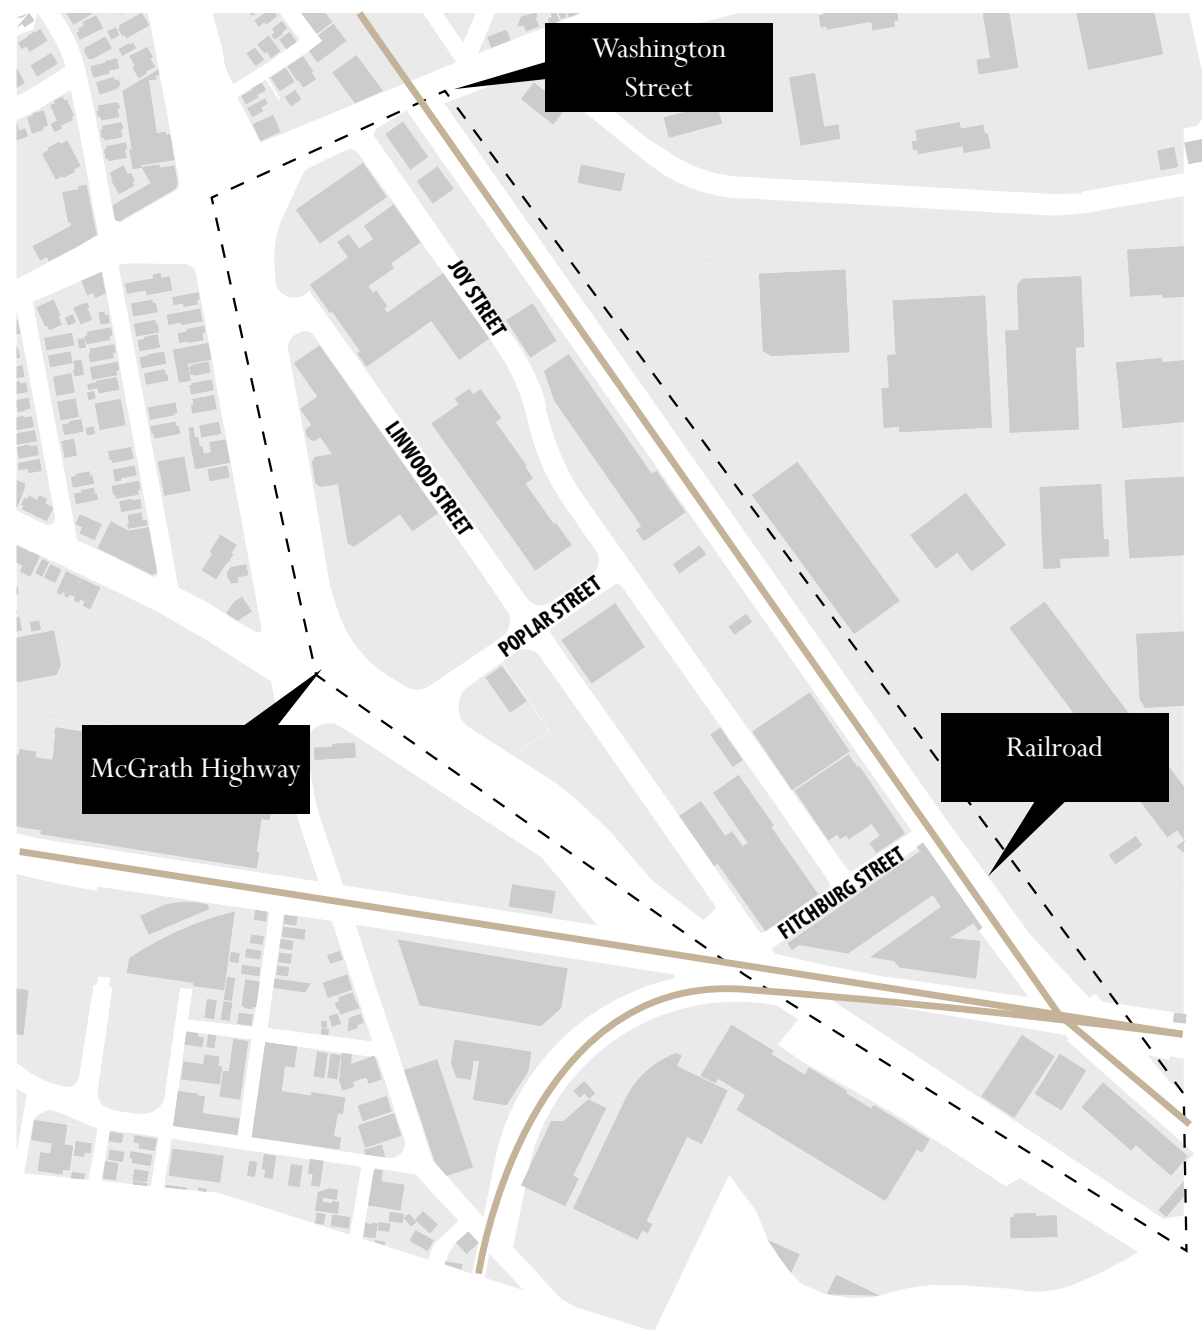 Washington
Street
JOY STREET
LINWOOD STREET
POPLAR STREET
McGrath Highway
Railroad
FITCHBURG STREET